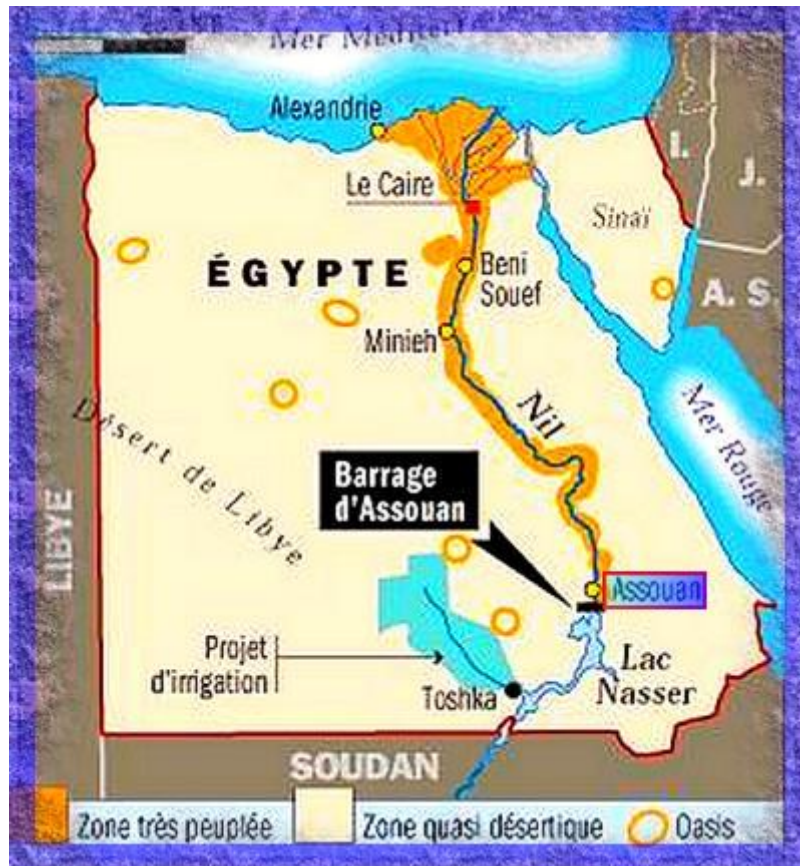 Mer
Alexandrie
I.
J.
Le Caire
Sinaï
ÉGYPTE
Beni
Souef
A. S.
Minieh
Nil
Mer Rouge
Désert de Libye
Barrage
d'Assouan
LIBYE
Assouan
Projet
d'irrigation
Lac
Nasser
Toshka
SOUDAN
Zone très peuplée
Zone quasi désertique
Oasis